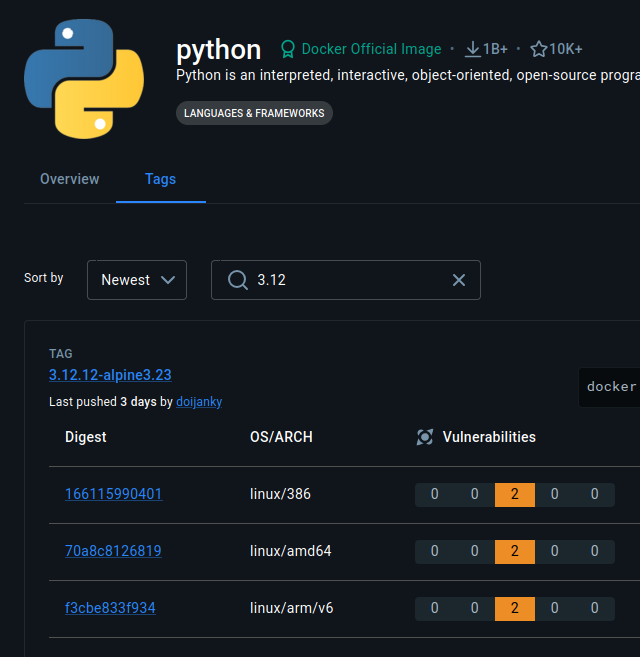 python Docker Official Image • 1B+ • 10K+
Python is an interpreted, interactive, object-oriented, open-source progra
LANGUAGES & FRAMEWORKS
Overview Tags
Sort by Newest 3.12
TAG
3.12.12-alpine3.23
docker
Last pushed 3 days by doijanky
Digest OS/ARCH Vulnerabilities
166115990401 linux/386 0 0 2 0 0
70a8c8126819 linux/amd64 0 0 2 0 0
f3cbe833f934 linux/arm/v6 0 0 2 0 0